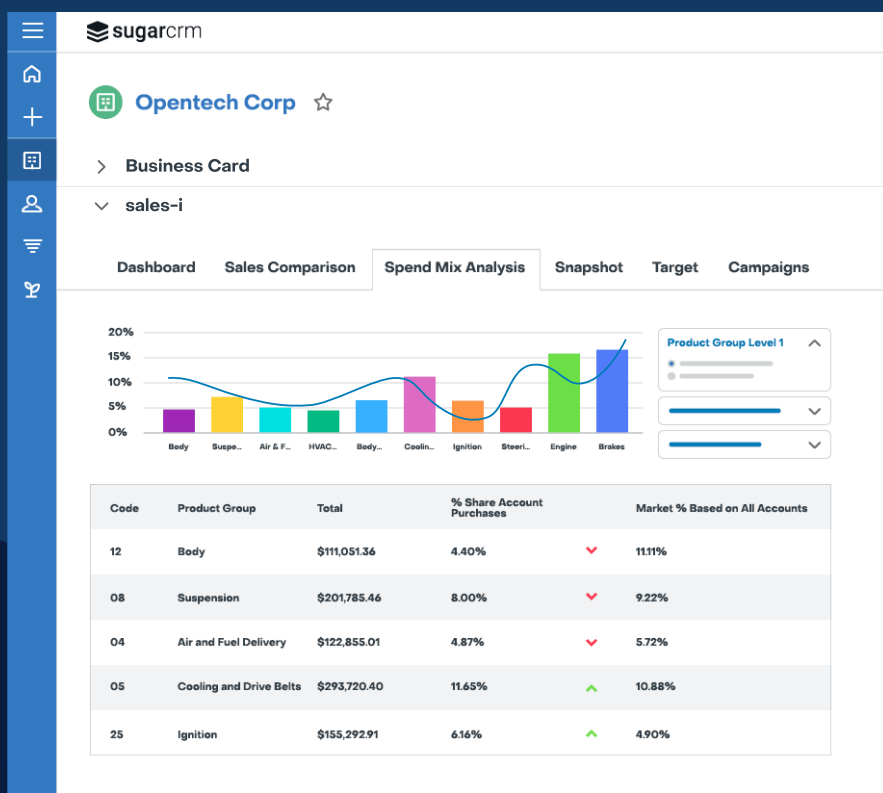 sugarcrm
Opentech Corp
Business Card
sales-i
Dashboard Sales Comparison Spend Mix Analysis Snapshot Target Campaigns
20%
15%
10%
5%
0%
Body Suspe... Air & F... HVAC... Body... Coolin... Ignition Steeri... Engine Brakes
Product Group Level 1
Code Product Group Total % Share Account Purchases Market % Based on All Accounts
12 Body $111,051.36 4.40% 11.11%
08 Suspension $201,785.46 8.00% 9.22%
04 Air and Fuel Delivery $122,855.01 4.87% 5.72%
05 Cooling and Drive Belts $293,720.40 11.65% 10.88%
25 Ignition $155,292.91 6.16% 4.90%